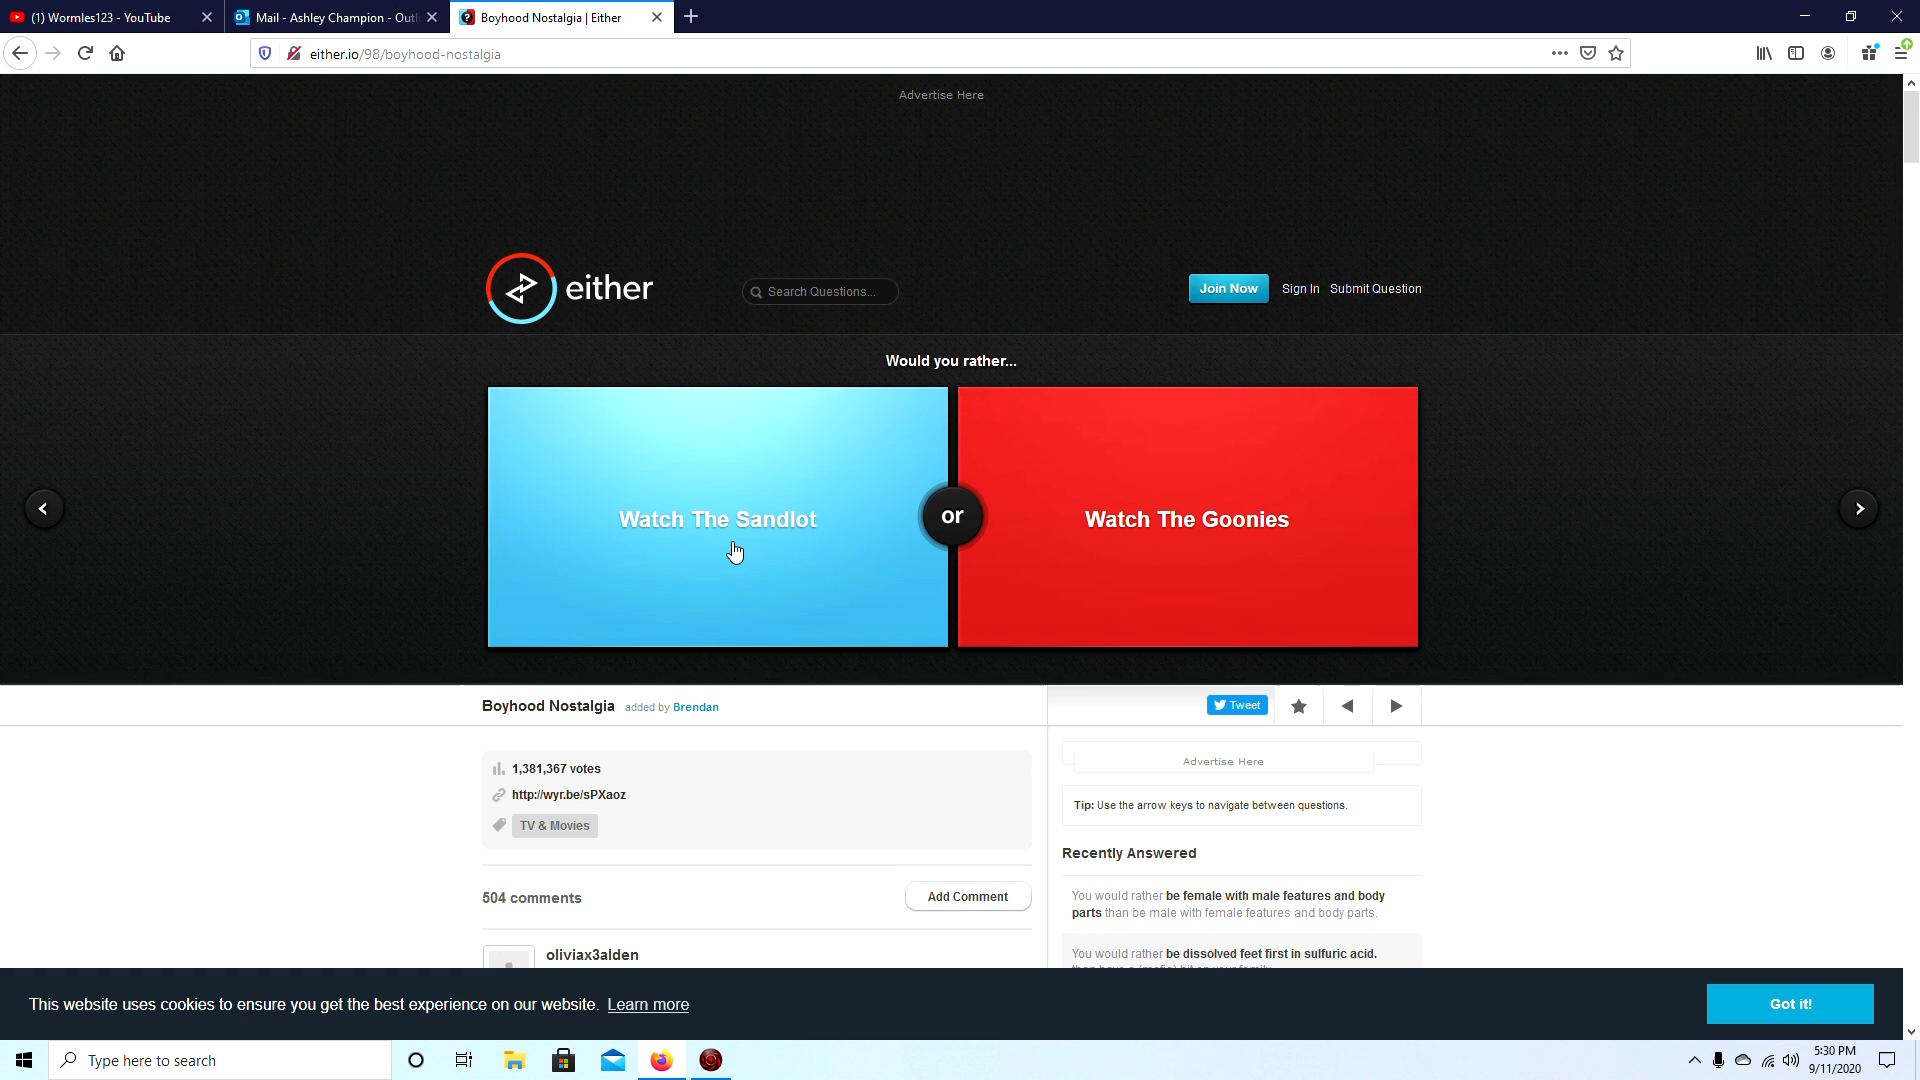 (1) Wormles123 - YouTube
Mail - Ashley Champion - Outl
Boyhood Nostalgia | Either
either.io/98/boyhood-nostalgia
Advertise Here
either
Search Questions...
Join Now
Sign In
Submit Question
Would you rather...
Watch The Sandlot
or
Watch The Goonies
Boyhood Nostalgia added by Brendan
Tweet
1,381,367 votes
http://wyr.be/sPXaoz
TV & Movies
504 comments
Add Comment
oliviax3alden
Advertise Here
Tip: Use the arrow keys to navigate between questions.
Recently Answered
You would rather be female with male features and body
parts than be male with female features and body parts.
You would rather be dissolved feet first in sulfuric acid.
This website uses cookies to ensure you get the best experience on our website. Learn more
Got it!
Type here to search
5:30 PM
9/11/2020